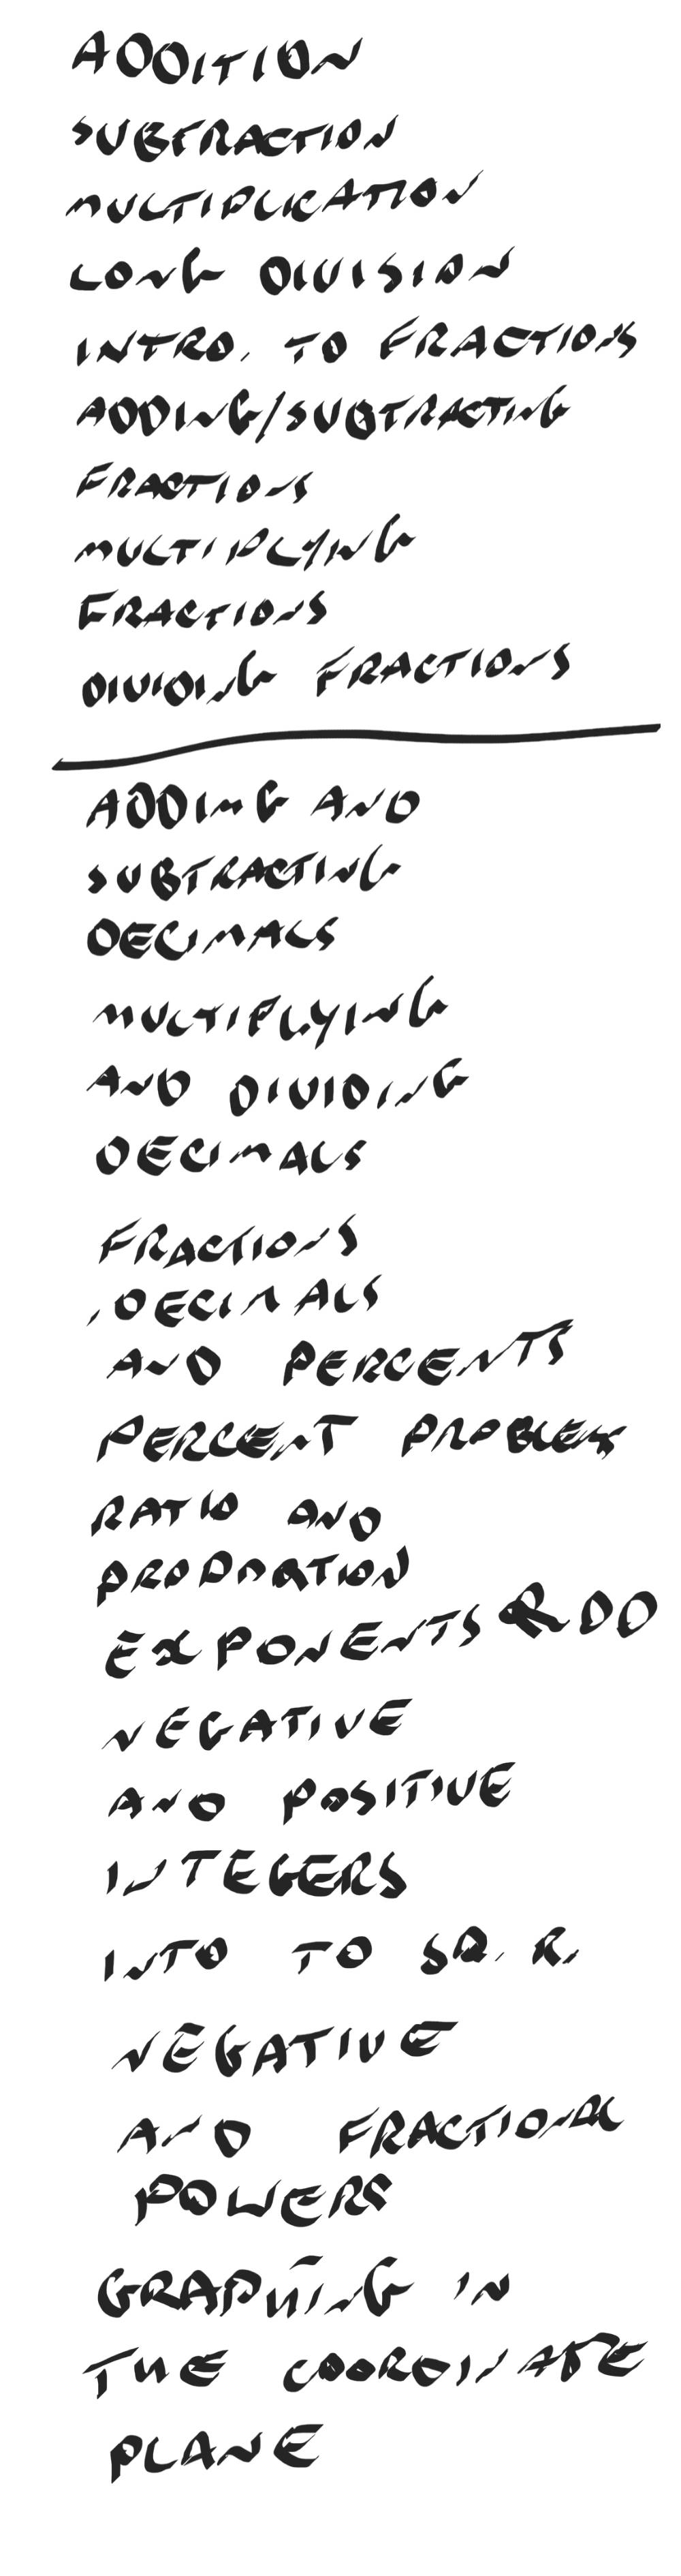 ADDITION
SUBTRACTION
MULTIPLICATION
LONG DIVISION
INTRO. TO FRACTIONS
ADDING/SUBTRACTING
FRACTIONS
MULTIPLYING
FRACTIONS
DIVIDING FRACTIONS
ADDING AND
SUBTRACTING
DECIMALS
MULTIPLYING
AND DIVIDING
DECIMALS
FRACTIONS
, DECIMALS
AND PERCENTS
PERCENT PROBLEMS
RATIO AND
PROPORTION
EXPONENTS
NEGATIVE
AND POSITIVE
INTEGERS
INTO TO SQ. R.
NEGATIVE
AND FRACTIONAL
POWERS
GRAPHING IN
THE COORDINATE
PLANE